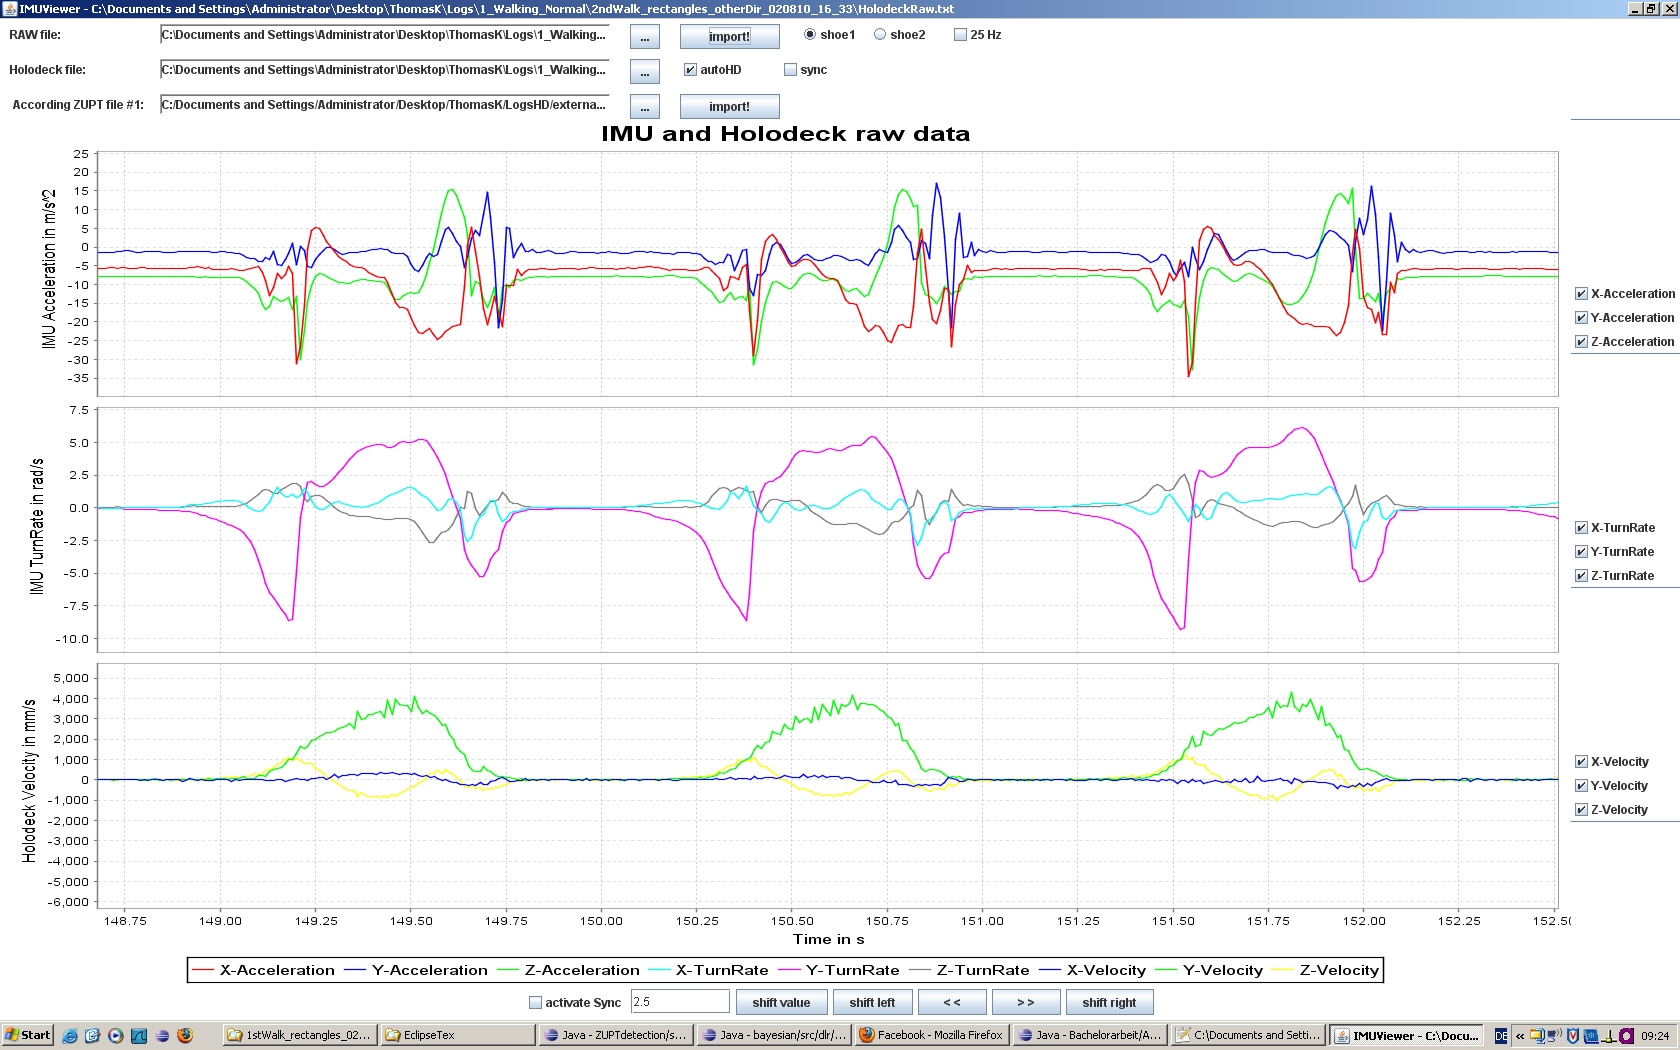 IMUViewer - C:\Documents and Settings\Administrator\Desktop\ThomasK\Logs\1_Walking_Normal\2ndWalk_rectangles_otherDir_020810_16_33\HolodeckRaw.txt
RAW file: C:\Documents and Settings\Administrator\Desktop\ThomasK\Logs\1_Walking... ... import! shoe1 shoe2 25 Hz
Holodeck file: C:\Documents and Settings\Administrator\Desktop\ThomasK\Logs\1_Walking... ... autoHD sync
According ZUPT file #1: C:/Documents and Settings/Administrator/Desktop/ThomasK/LogsHD/externa... ... import!
IMU and Holodeck raw data
IMU Acceleration in m/s^2
25
20
15
10
5
0
-5
-10
-15
-20
-25
-30
-35
X-Acceleration
Y-Acceleration
Z-Acceleration
IMU TurnRate in rad/s
7.5
5.0
2.5
0.0
-2.5
-5.0
-7.5
-10.0
X-TurnRate
Y-TurnRate
Z-TurnRate
Holodeck Velocity in mm/s
5,000
4,000
3,000
2,000
1,000
0
-1,000
-2,000
-3,000
-4,000
-5,000
-6,000
X-Velocity
Y-Velocity
Z-Velocity
148.75 149.00 149.25 149.50 149.75 150.00 150.25 150.50 150.75 151.00 151.25 151.50 151.75 152.00 152.25 152.5
Time in s
X-Acceleration Y-Acceleration Z-Acceleration X-TurnRate Y-TurnRate Z-TurnRate X-Velocity Y-Velocity Z-Velocity
activate Sync 2.5 shift value shift left < < > > shift right
Start 1stWalk_rectangles_02... EclipseTex Java - ZUPTdetection/s... Java - bayesian/src/dlr/... Facebook - Mozilla Firefox Java - Bachelorarbeit/A... C:\Documents and Setti... IMUViewer - C:\Docu... DE « 09:24